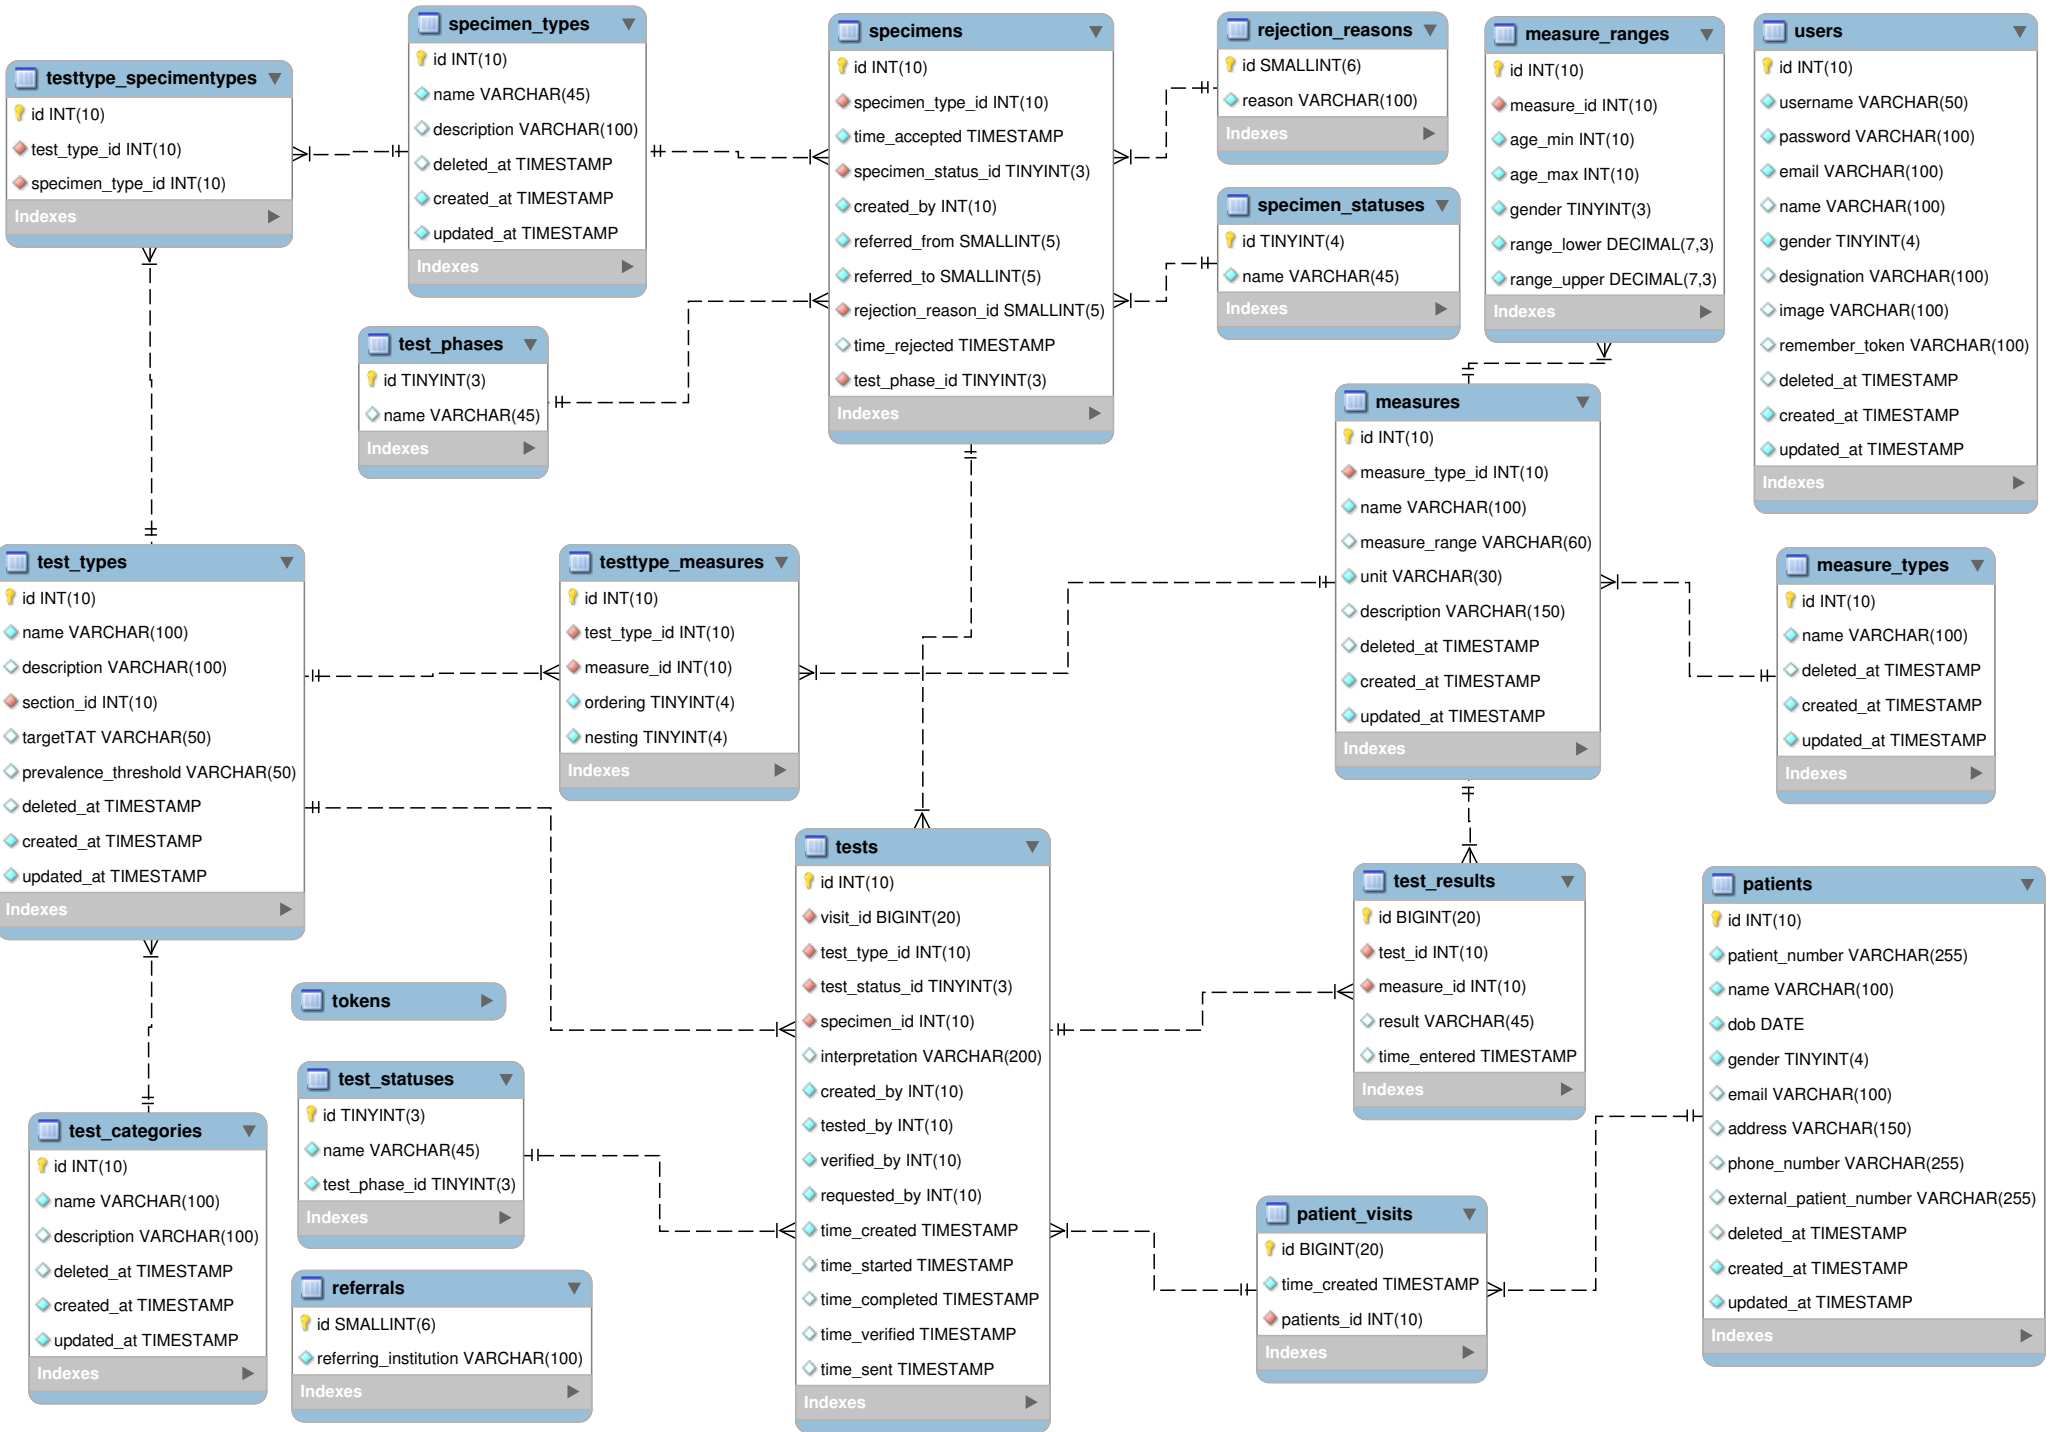 testtype_specimentypes
id INT(10)
test_type_id INT(10)
specimen_type_id INT(10)
Indexes
specimen_types
id INT(10)
name VARCHAR(45)
description VARCHAR(100)
deleted_at TIMESTAMP
created_at TIMESTAMP
updated_at TIMESTAMP
Indexes
specimens
id INT(10)
specimen_type_id INT(10)
time_accepted TIMESTAMP
specimen_status_id TINYINT(3)
created_by INT(10)
referred_from SMALLINT(5)
referred_to SMALLINT(5)
rejection_reason_id SMALLINT(5)
time_rejected TIMESTAMP
test_phase_id TINYINT(3)
Indexes
rejection_reasons
id SMALLINT(6)
reason VARCHAR(100)
Indexes
specimen_statuses
id TINYINT(4)
name VARCHAR(45)
Indexes
measure_ranges
id INT(10)
measure_id INT(10)
age_min INT(10)
age_max INT(10)
gender TINYINT(3)
range_lower DECIMAL(7,3)
range_upper DECIMAL(7,3)
Indexes
users
id INT(10)
username VARCHAR(50)
password VARCHAR(100)
email VARCHAR(100)
name VARCHAR(100)
gender TINYINT(4)
designation VARCHAR(100)
image VARCHAR(100)
remember_token VARCHAR(100)
deleted_at TIMESTAMP
created_at TIMESTAMP
updated_at TIMESTAMP
Indexes
test_phases
id TINYINT(3)
name VARCHAR(45)
Indexes
measures
id INT(10)
measure_type_id INT(10)
name VARCHAR(100)
measure_range VARCHAR(60)
unit VARCHAR(30)
description VARCHAR(150)
deleted_at TIMESTAMP
created_at TIMESTAMP
updated_at TIMESTAMP
Indexes
test_types
id INT(10)
name VARCHAR(100)
description VARCHAR(100)
section_id INT(10)
targetTAT VARCHAR(50)
prevalence_threshold VARCHAR(50)
deleted_at TIMESTAMP
created_at TIMESTAMP
updated_at TIMESTAMP
Indexes
testtype_measures
id INT(10)
test_type_id INT(10)
measure_id INT(10)
ordering TINYINT(4)
nesting TINYINT(4)
Indexes
measure_types
id INT(10)
name VARCHAR(100)
deleted_at TIMESTAMP
created_at TIMESTAMP
updated_at TIMESTAMP
Indexes
tests
id INT(10)
visit_id BIGINT(20)
test_type_id INT(10)
test_status_id TINYINT(3)
specimen_id INT(10)
interpretation VARCHAR(200)
created_by INT(10)
tested_by INT(10)
verified_by INT(10)
requested_by INT(10)
time_created TIMESTAMP
time_started TIMESTAMP
time_completed TIMESTAMP
time_verified TIMESTAMP
time_sent TIMESTAMP
Indexes
test_results
id BIGINT(20)
test_id INT(10)
measure_id INT(10)
result VARCHAR(45)
time_entered TIMESTAMP
Indexes
patients
id INT(10)
patient_number VARCHAR(255)
name VARCHAR(100)
dob DATE
gender TINYINT(4)
email VARCHAR(100)
address VARCHAR(150)
phone_number VARCHAR(255)
external_patient_number VARCHAR(255)
deleted_at TIMESTAMP
created_at TIMESTAMP
updated_at TIMESTAMP
Indexes
tokens
test_statuses
id TINYINT(3)
name VARCHAR(45)
test_phase_id TINYINT(3)
Indexes
test_categories
id INT(10)
name VARCHAR(100)
description VARCHAR(100)
deleted_at TIMESTAMP
created_at TIMESTAMP
updated_at TIMESTAMP
Indexes
referrals
id SMALLINT(6)
referring_institution VARCHAR(100)
Indexes
patient_visits
id BIGINT(20)
time_created TIMESTAMP
patients_id INT(10)
Indexes